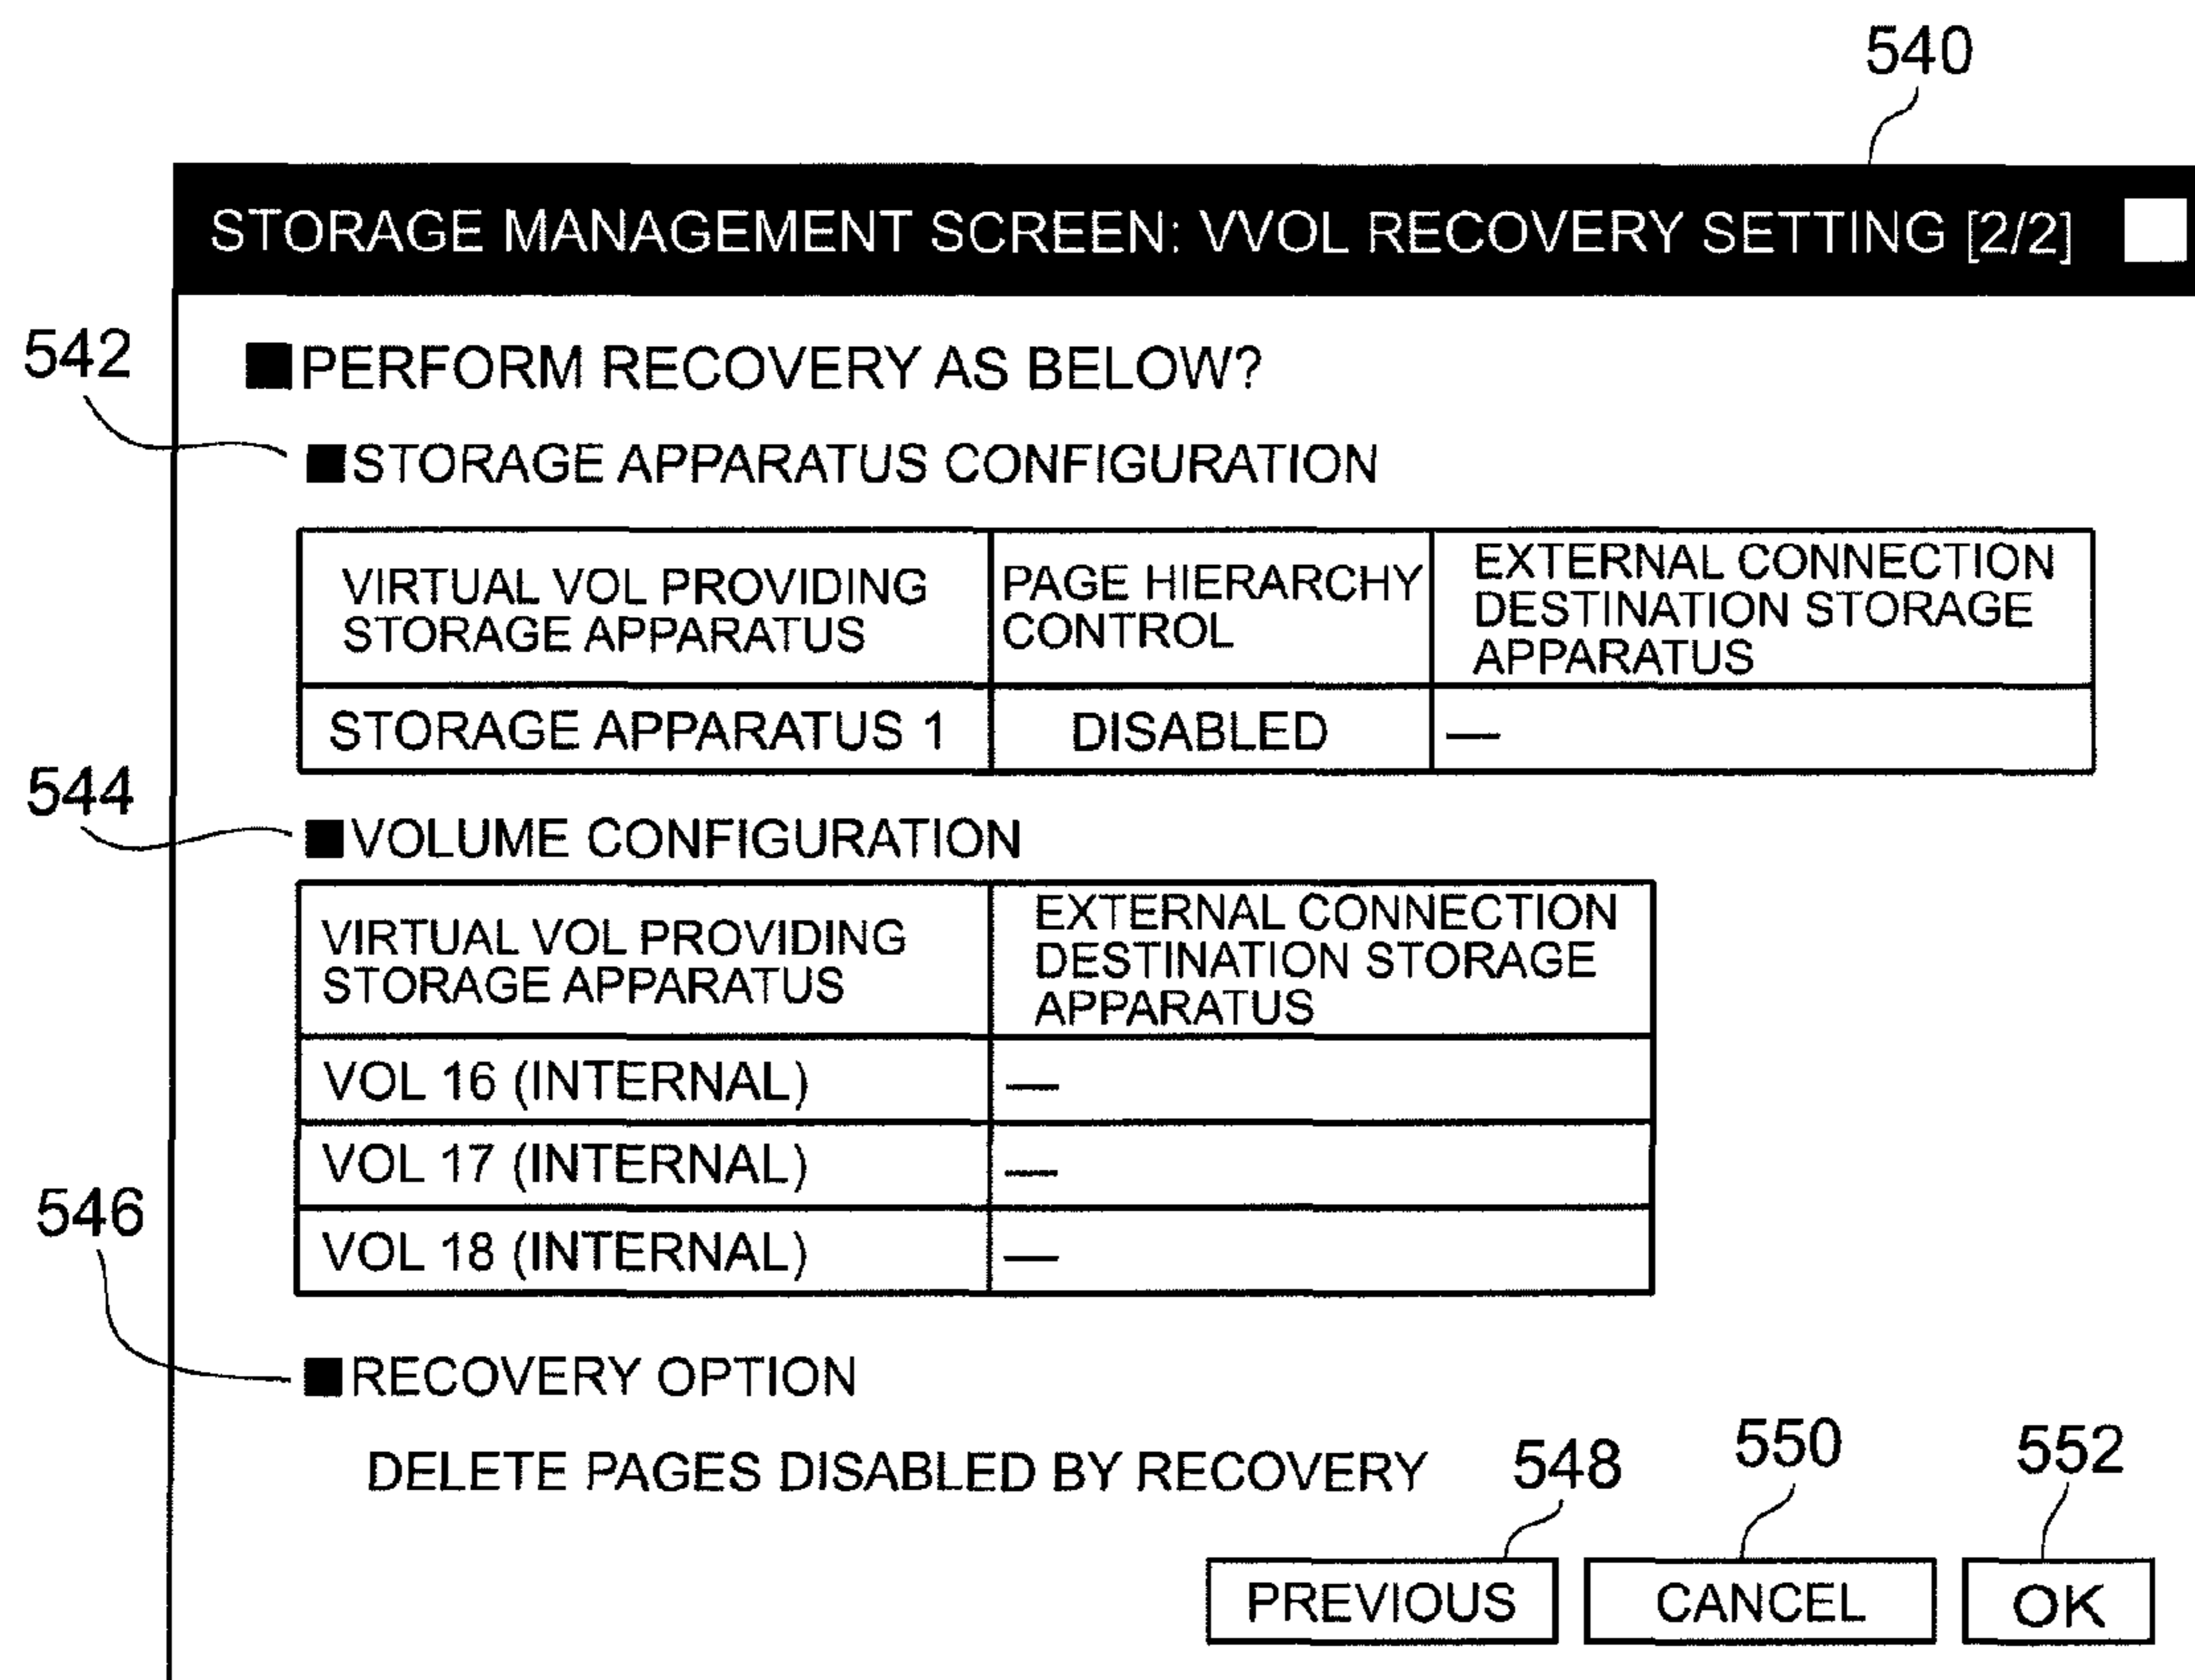 540
STORAGE MANAGEMENT SCREEN: VVOL RECOVERY SETTING [2/2]
542
■PERFORM RECOVERY AS BELOW?
■STORAGE APPARATUS CONFIGURATION
VIRTUAL VOL PROVIDING
STORAGE APPARATUS
PAGE HIERARCHY
CONTROL
EXTERNAL CONNECTION
DESTINATION STORAGE
APPARATUS
STORAGE APPARATUS 1
DISABLED
—
544
■VOLUME CONFIGURATION
VIRTUAL VOL PROVIDING
STORAGE APPARATUS
EXTERNAL CONNECTION
DESTINATION STORAGE
APPARATUS
VOL 16 (INTERNAL)
—
VOL 17 (INTERNAL)
—
546
VOL 18 (INTERNAL)
—
■RECOVERY OPTION
DELETE PAGES DISABLED BY RECOVERY
548
550
552
PREVIOUS
CANCEL
OK